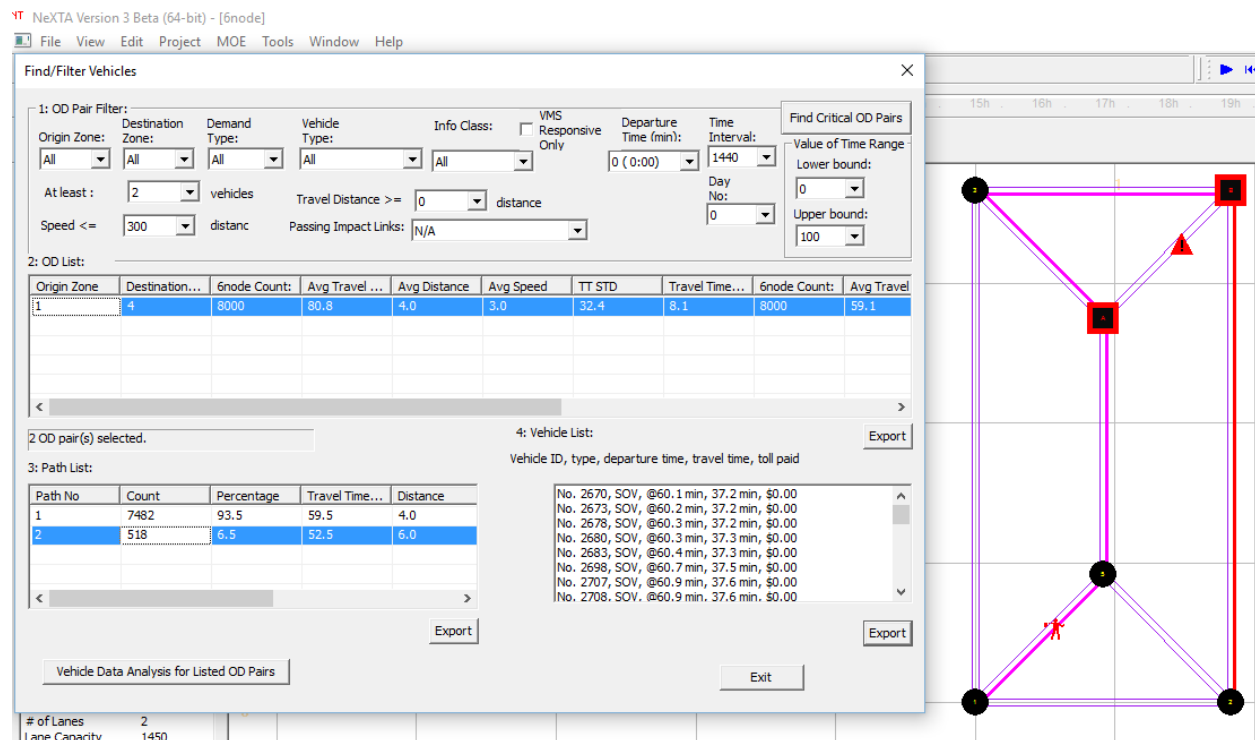 NeXTA Version 3 Beta (64-bit) - [6node]
File View Edit Project MOE Tools Window Help
Find/Filter Vehicles
15h 16h 17h 18h 19h
1: OD Pair Filter:
Origin Zone: Destination Zone: Demand Type: Vehicle Type: Info Class: VMS Responsive Only Departure Time (min): Time Interval: Find Critical OD Pairs
All All All All All 0 ( 0:00) 1440
Value of Time Range
Lower bound:
0
Upper bound:
100
At least : 2 vehicles Travel Distance >= 0 distance Day No: 0
Speed <= 300 distanc Passing Impact Links: N/A
2: OD List:
Origin Zone Destination... 6node Count: Avg Travel ... Avg Distance Avg Speed TT STD Travel Time... 6node Count: Avg Travel
1 4 8000 80.8 4.0 3.0 32.4 8.1 8000 59.1
2 OD pair(s) selected.
4: Vehicle List:
Export
3: Path List:
Vehicle ID, type, departure time, travel time, toll paid
Path No Count Percentage Travel Time... Distance
1 7482 93.5 59.5 4.0
2 518 6.5 52.5 6.0
No. 2670, SOV, @60.1 min, 37.2 min, $0.00
No. 2673, SOV, @60.2 min, 37.2 min, $0.00
No. 2678, SOV, @60.3 min, 37.2 min, $0.00
No. 2680, SOV, @60.3 min, 37.3 min, $0.00
No. 2683, SOV, @60.4 min, 37.3 min, $0.00
No. 2698, SOV, @60.7 min, 37.5 min, $0.00
No. 2707, SOV, @60.9 min, 37.6 min, $0.00
No. 2708, SOV, @60.9 min, 37.6 min, $0.00
Export
Export
Vehicle Data Analysis for Listed OD Pairs
Exit
# of Lanes 2
Lane Capacity 1450